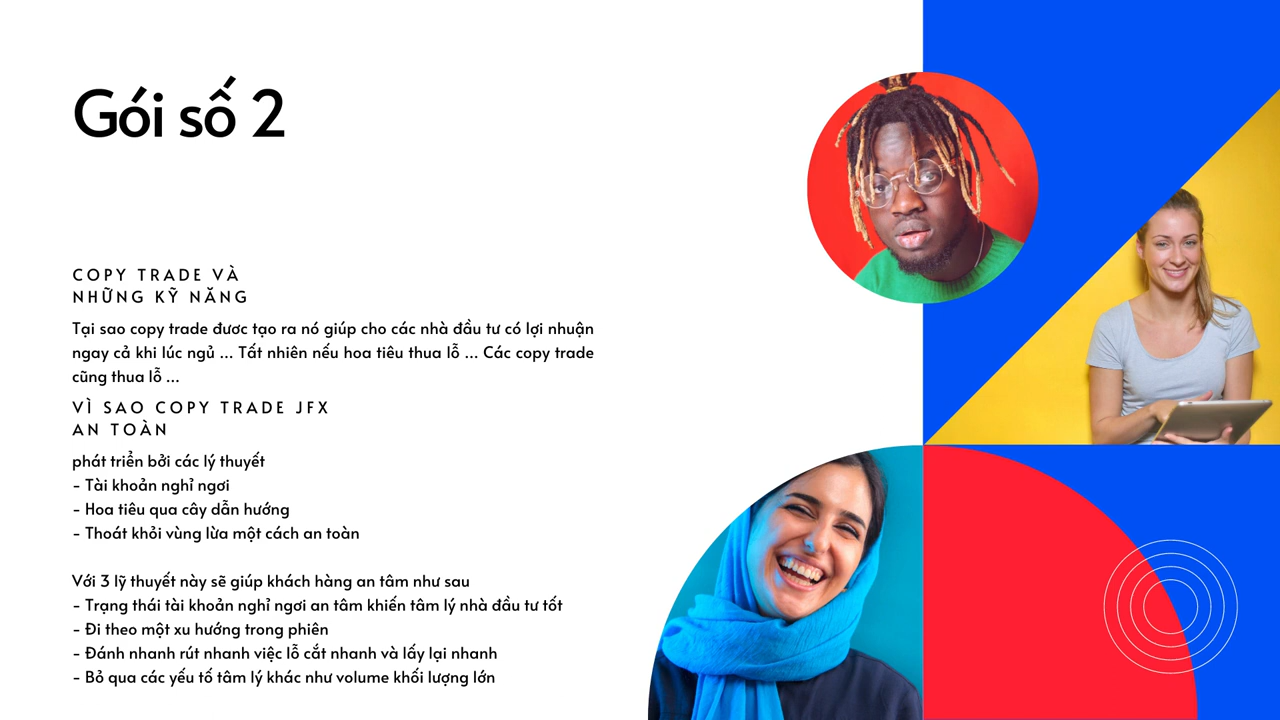 Gói số 2
COPY TRADE VÀ
NHỮNG KỸ NĂNG
Tại sao copy trade đươc tạo ra nó giúp cho các nhà đầu tư có lợi nhuận
ngay cả khi lúc ngủ ... Tất nhiên nếu hoa tiêu thua lỗ ... Các copy trade
cũng thua lỗ ...
VÌ SAO COPY TRADE JFX
AN TOÀN
phát triển bởi các lý thuyết
- Tài khoản nghỉ ngơi
- Hoa tiêu qua cây dẫn hướng
- Thoát khỏi vùng lừa một cách an toàn
Với 3 lỹ thuyết này sẽ giúp khách hàng an tâm như sau
- Trạng thái tài khoản nghỉ ngơi an tâm khiến tâm lý nhà đầu tư tốt
- Đi theo một xu hướng trong phiên
- Đánh nhanh rút nhanh việc lỗ cắt nhanh và lấy lại nhanh
- Bỏ qua các yếu tố tâm lý khác như volume khối lượng lớn